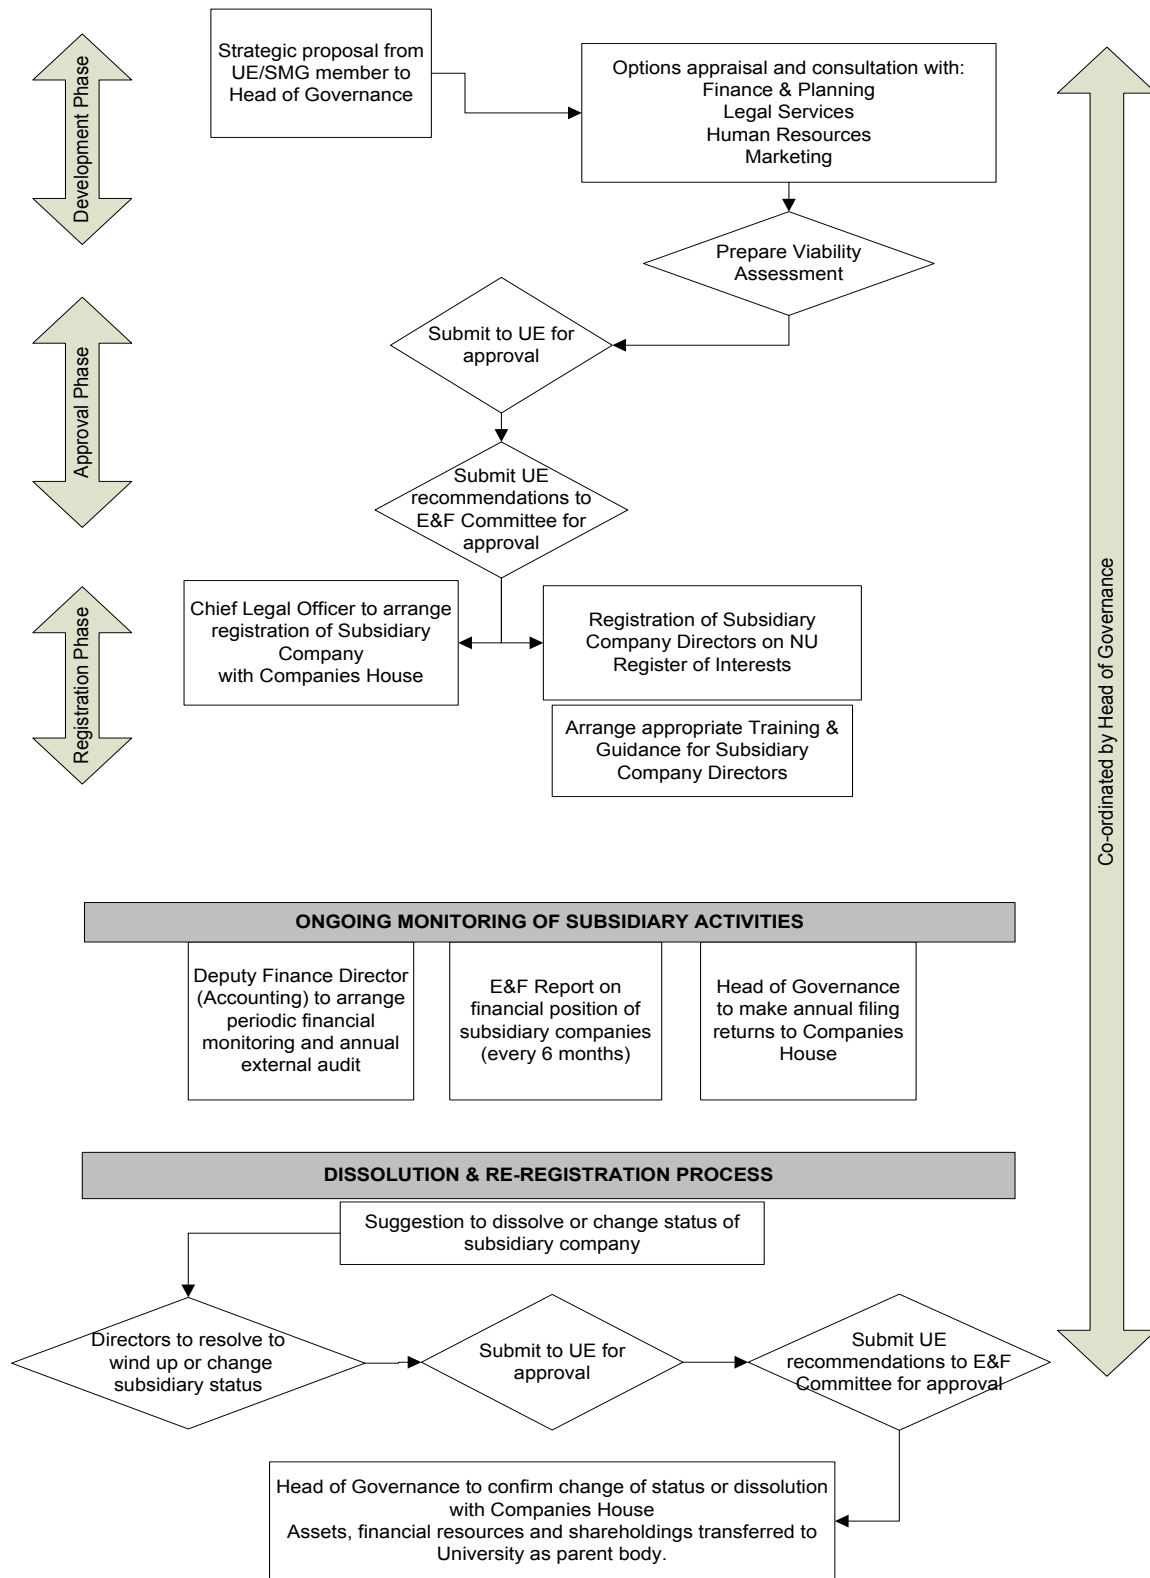 Development Phase
Strategic proposal from
UE/SMG member to
Head of Governance
Options appraisal and consultation with:
Finance & Planning
Legal Services
Human Resources
Marketing
Prepare Viability
Assessment
Approval Phase
Submit to UE for
approval
Submit UE
recommendations to
E&F Committee for
approval
Registration Phase
Chief Legal Officer to arrange
registration of Subsidiary
Company
with Companies House
Registration of Subsidiary
Company Directors on NU
Register of Interests
Arrange appropriate Training &
Guidance for Subsidiary
Company Directors
Co-ordinated by Head of Governance
ONGOING MONITORING OF SUBSIDIARY ACTIVITIES
Deputy Finance Director
(Accounting) to arrange
periodic financial
monitoring and annual
external audit
E&F Report on
financial position of
subsidiary companies
(every 6 months)
Head of Governance
to make annual filing
returns to Companies
House
DISSOLUTION & RE-REGISTRATION PROCESS
Suggestion to dissolve or change status of
subsidiary company
Directors to resolve to
wind up or change
subsidiary status
Submit to UE for
approval
Submit UE
recommendations to E&F
Committee for approval
Head of Governance to confirm change of status or dissolution
with Companies House
Assets, financial resources and shareholdings transferred to
University as parent body.